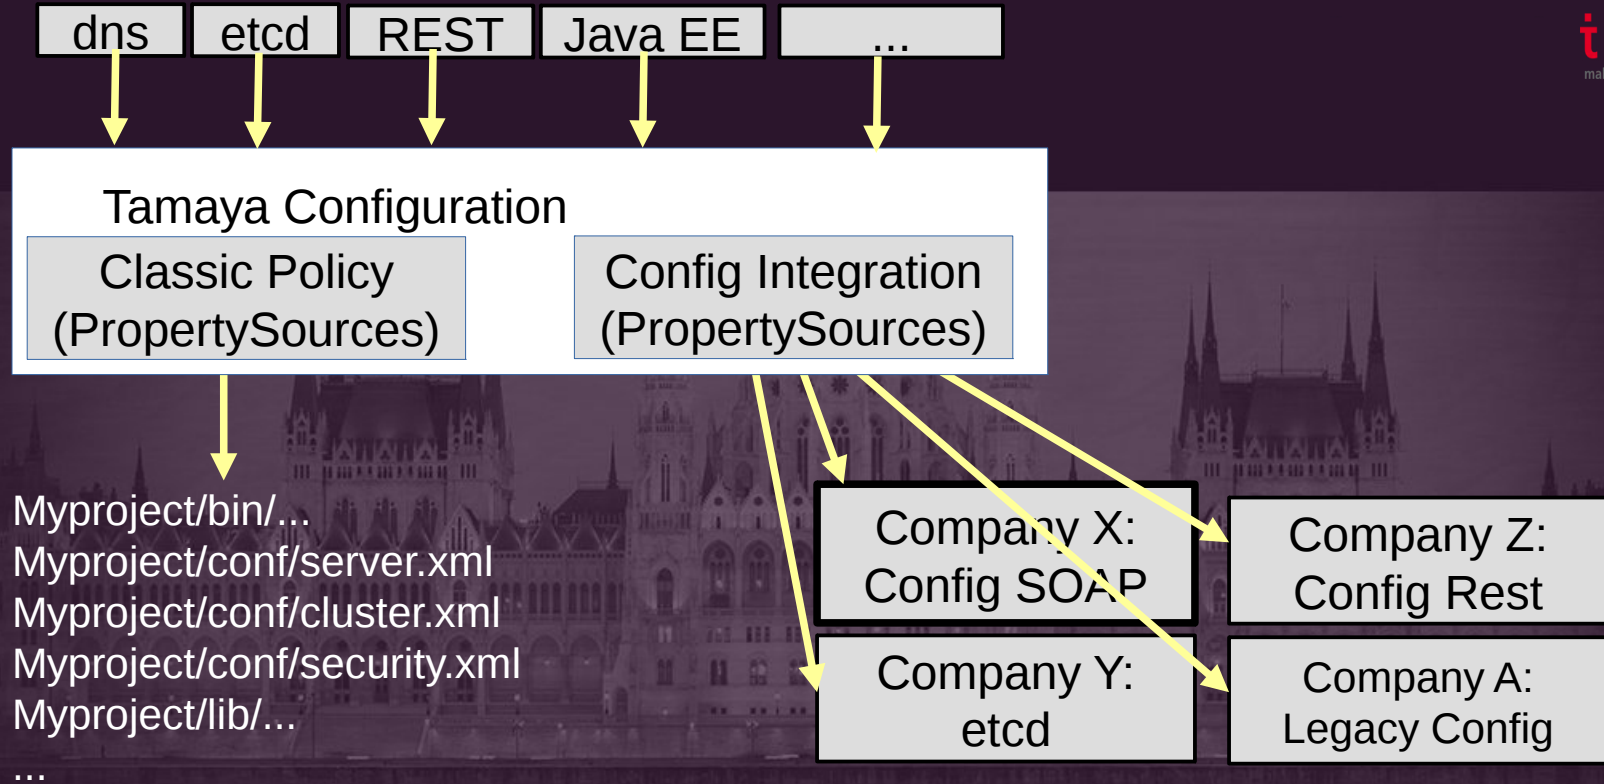 dns
etcd
REST
Java EE
...
Tamaya Configuration
Classic Policy
(PropertySources)
Config Integration
(PropertySources)
Myproject/bin/...
Myproject/conf/server.xml
Myproject/conf/cluster.xml
Myproject/conf/security.xml
Myproject/lib/...
...
Company X:
Config SOAP
Company Z:
Config Rest
Company Y:
etcd
Company A:
Legacy Config